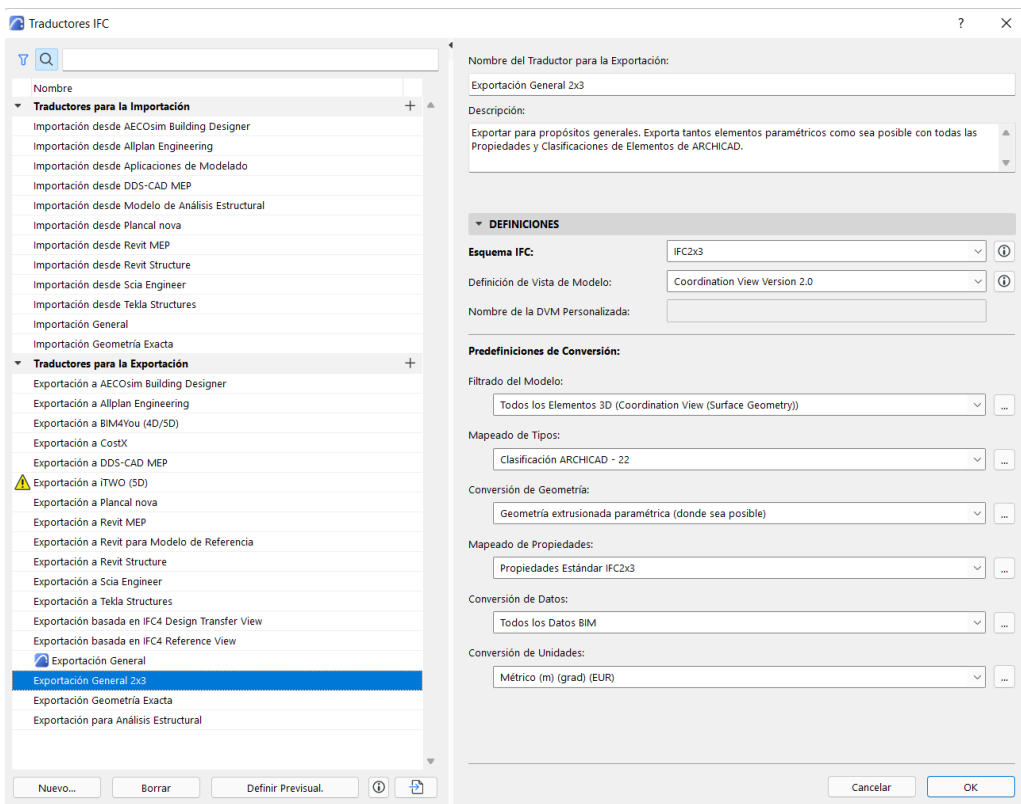 Traductores IFC
Nombre
Traductores para la Importación
Importación desde AECOsim Building Designer
Importación desde Allplan Engineering
Importación desde Aplicaciones de Modelado
Importación desde DDS-CAD MEP
Importación desde Modelo de Análisis Estructural
Importación desde Plancal nova
Importación desde Revit MEP
Importación desde Revit Structure
Importación desde Scia Engineer
Importación desde Tekla Structures
Importación General
Importación Geometría Exacta
Traductores para la Exportación
Exportación a AECOsim Building Designer
Exportación a Allplan Engineering
Exportación a BIM4You (4D/5D)
Exportación a CostX
Exportación a DDS-CAD MEP
Exportación a iTWO (5D)
Exportación a Plancal nova
Exportación a Revit MEP
Exportación a Revit para Modelo de Referencia
Exportación a Revit Structure
Exportación a Scia Engineer
Exportación a Tekla Structures
Exportación basada en IFC4 Design Transfer View
Exportación basada en IFC4 Reference View
Exportación General
Exportación General 2x3
Exportación Geometría Exacta
Exportación para Análisis Estructural
Nuevo...
Borrar
Definir Previsual.
Nombre del Traductor para la Exportación:
Exportación General 2x3
Descripción:
Exportar para propósitos generales. Exporta tantos elementos paramétricos como sea posible con todas las
Propiedades y Clasificaciones de Elementos de ARCHICAD.
DEFINICIONES
Esquema IFC:
IFC2x3
Definición de Vista de Modelo:
Coordination View Version 2.0
Nombre de la DVM Personalizada:
Predefiniciones de Conversión:
Filtrado del Modelo:
Todos los Elementos 3D (Coordination View (Surface Geometry))
...
Mapeado de Tipos:
Clasificación ARCHICAD - 22
...
Conversión de Geometría:
Geometría extrusionada paramétrica (donde sea posible)
...
Mapeado de Propiedades:
Propiedades Estándar IFC2x3
...
Conversión de Datos:
Todos los Datos BIM
...
Conversión de Unidades:
Métrico (m) (grad) (EUR)
...
Cancelar
OK